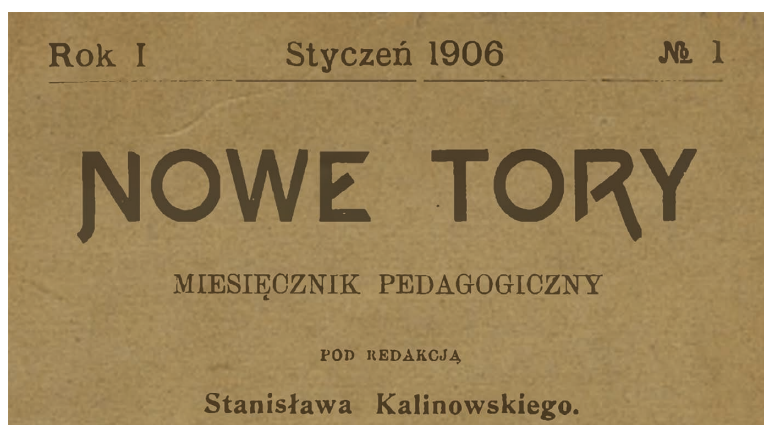 Rok I Styczeń 1906 № 1
NOWE TORY
MIESIĘCZNIK PEDAGOGICZNY
POD REDAKCJĄ
Stanisława Kalinowskiego.